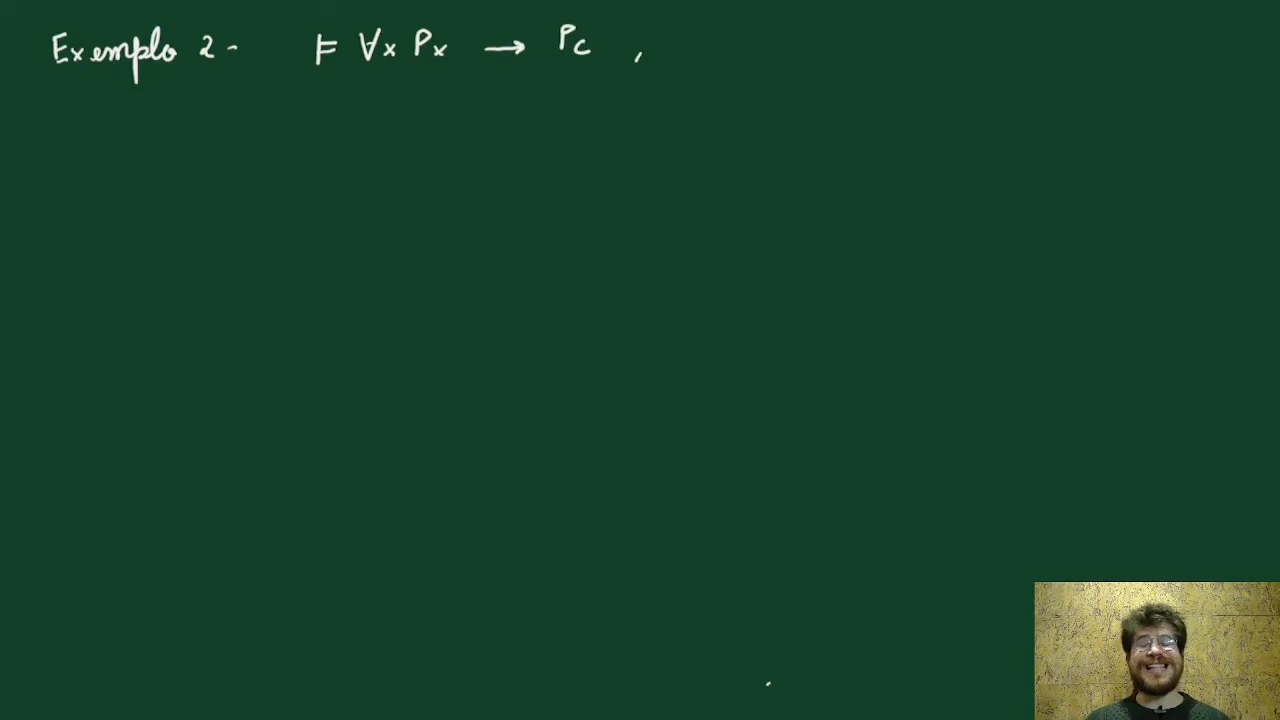 Exemplo 2- ⊨ ∀x Px → Pc ,